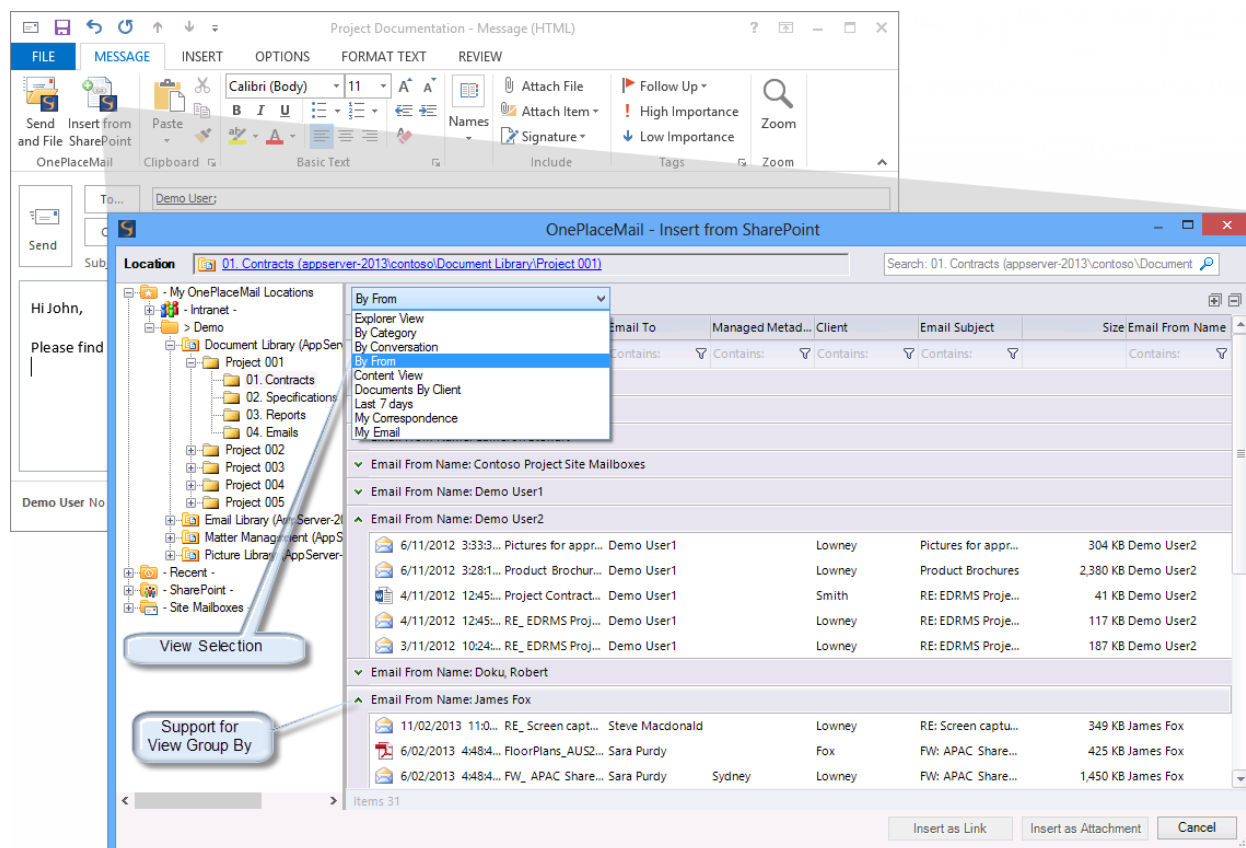 Project Documentation - Message (HTML)
FILE MESSAGE INSERT OPTIONS FORMAT TEXT REVIEW
Send and File
Insert from SharePoint
OnePlaceMail
Paste
Clipboard
Calibri (Body) 11
B I U
Basic Text
Names
Attach File
Attach Item
Signature
Include
Follow Up
High Importance
Low Importance
Tags
Zoom
Zoom
To...
Demo User;
Send
Sub
Hi John,
Please find
Demo User No
OnePlaceMail - Insert from SharePoint
Location 01. Contracts (appserver-2013\contoso\Document Library\Project 001)
Search: 01. Contracts (appserver-2013\contoso\Document
- My OnePlaceMail Locations
- Intranet -
> Demo
Document Library (AppServ
Project 001
01. Contracts
02. Specifications
03. Reports
04. Emails
Project 002
Project 003
Project 004
Project 005
Email Library (AppServer-20
Matter Management (AppS
Picture Library (AppServer-
- Recent -
- SharePoint -
- Site Mailboxes -
View Selection
Support for
View Group By
By From
Explorer View
By Category
By Conversation
By From
Content View
Documents By Client
Last 7 days
My Correspondence
My Email
Email To Managed Metad... Client Email Subject Size Email From Name
Contains: Contains: Contains: Contains: Contains:
Email From Name: Contoso Project Site Mailboxes
Email From Name: Demo User1
Email From Name: Demo User2
6/11/2012 3:33:3... Pictures for appr... Demo User1 Lowney Pictures for appr... 304 KB Demo User2
6/11/2012 3:28:1... Product Brochur... Demo User1 Lowney Product Brochures 2,380 KB Demo User2
4/11/2012 12:45:... Project Contract... Demo User1 Smith RE: EDRMS Proje... 41 KB Demo User2
4/11/2012 12:45:... RE_ EDRMS Proj... Demo User1 Lowney RE: EDRMS Proje... 117 KB Demo User2
3/11/2012 10:24:... RE_ EDRMS Proj... Demo User1 Lowney RE: EDRMS Proje... 187 KB Demo User2
Email From Name: Doku, Robert
Email From Name: James Fox
11/02/2013 11:0... RE_ Screen capt... Steve Macdonald Lowney RE: Screen captu... 349 KB James Fox
6/02/2013 4:48:4... FloorPlans_AUS2... Sara Purdy Fox FW: APAC Share... 425 KB James Fox
6/02/2013 4:48:4... FW_ APAC Share... Sara Purdy Sydney Lowney FW: APAC Share... 1,450 KB James Fox
Items 31
Insert as Link Insert as Attachment Cancel